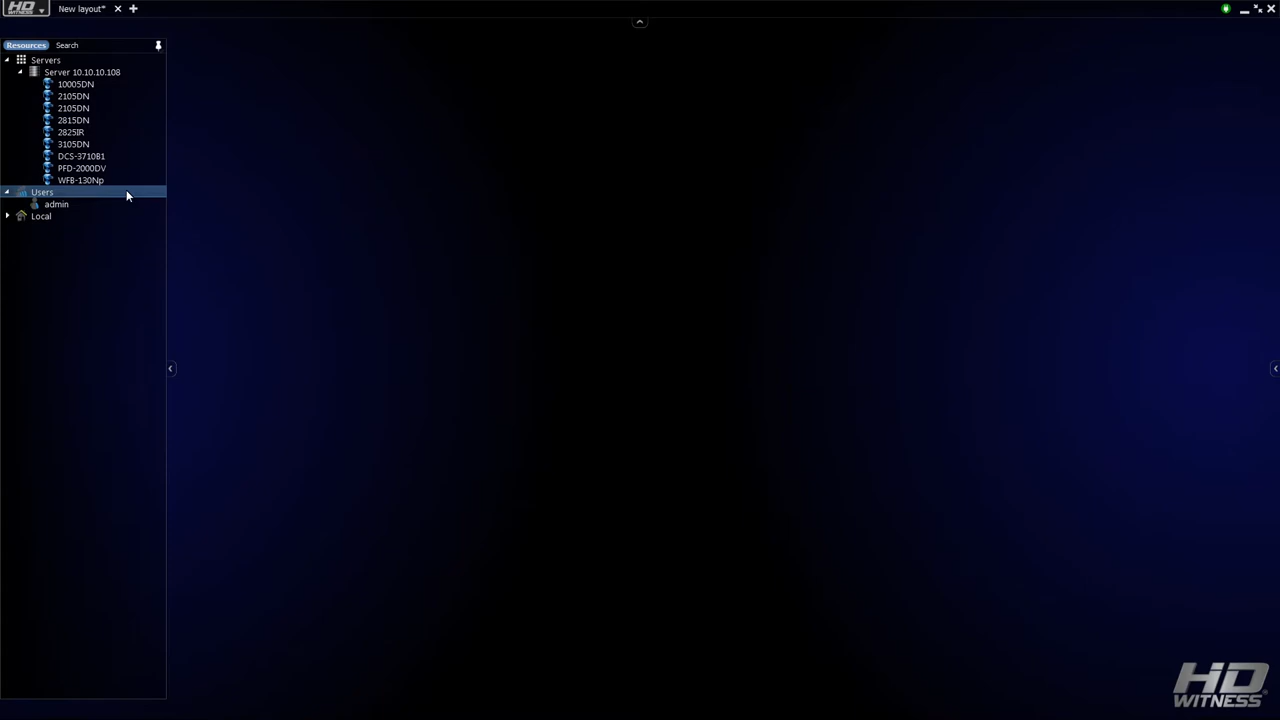 HD
WITNESS
New layout*
Resources
Search
Servers
Server 10.10.10.108
10005DN
2105DN
2105DN
2815DN
2825IR
3105DN
DCS-3710B1
PFD-2000DV
WFB-130Np
Users
admin
Local
HD
WITNESS